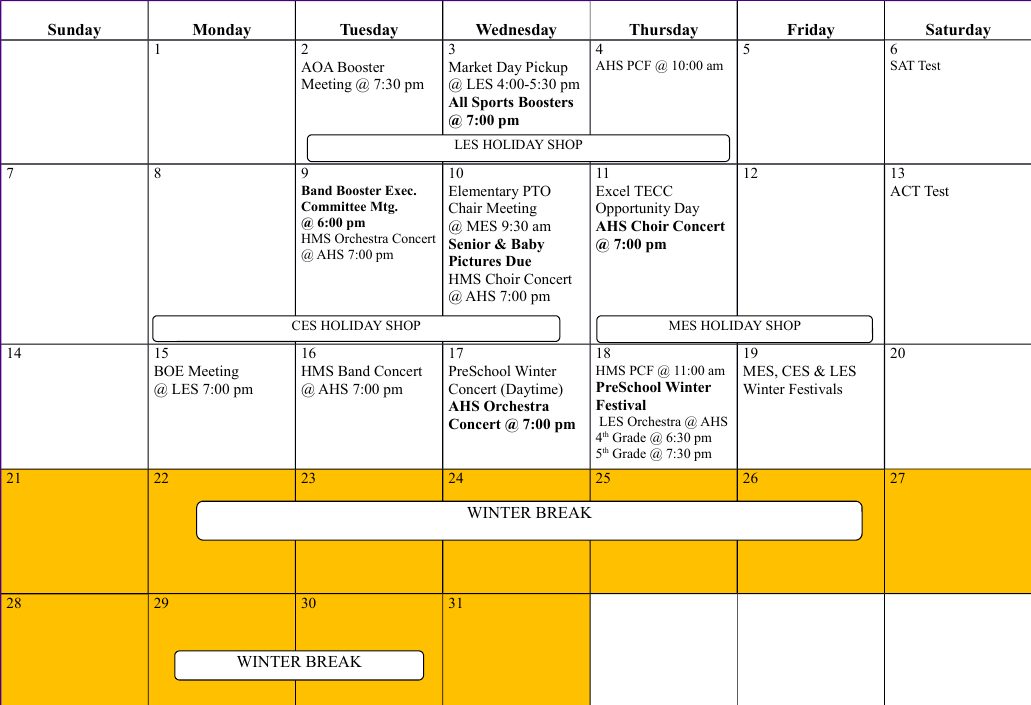 Sunday Monday Tuesday Wednesday Thursday Friday Saturday
1
2
AOA Booster
Meeting @ 7:30 pm
3
Market Day Pickup
@ LES 4:00-5:30 pm
All Sports Boosters
@ 7:00 pm
4
AHS PCF @ 10:00 am
5
6
SAT Test
LES HOLIDAY SHOP
7
8
9
Band Booster Exec.
Committee Mtg.
@ 6:00 pm
HMS Orchestra Concert
@ AHS 7:00 pm
10
Elementary PTO
Chair Meeting
@ MES 9:30 am
Senior & Baby
Pictures Due
HMS Choir Concert
@ AHS 7:00 pm
11
Excel TECC
Opportunity Day
AHS Choir Concert
@ 7:00 pm
12
13
ACT Test
CES HOLIDAY SHOP
MES HOLIDAY SHOP
14
15
BOE Meeting
@ LES 7:00 pm
16
HMS Band Concert
@ AHS 7:00 pm
17
PreSchool Winter
Concert (Daytime)
AHS Orchestra
Concert @ 7:00 pm
18
HMS PCF @ 11:00 am
PreSchool Winter
Festival
LES Orchestra @ AHS
4th Grade @ 6:30 pm
5th Grade @ 7:30 pm
19
MES, CES & LES
Winter Festivals
20
21
22
23
24
25
26
27
WINTER BREAK
28
29
30
31
WINTER BREAK